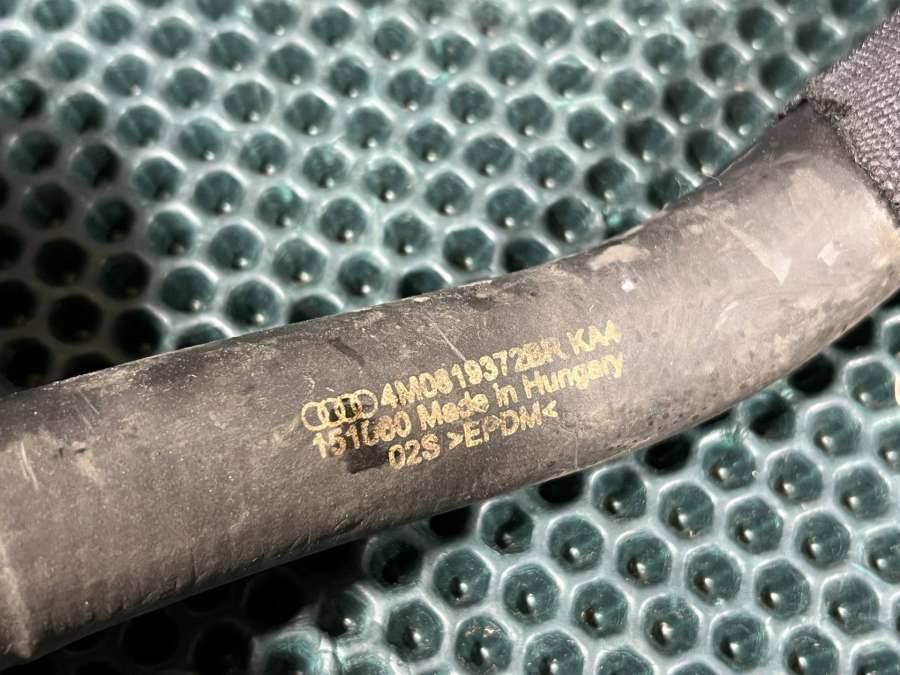 4M0819372BR KA4
151080 Made in Hungary
02S >EPDM<